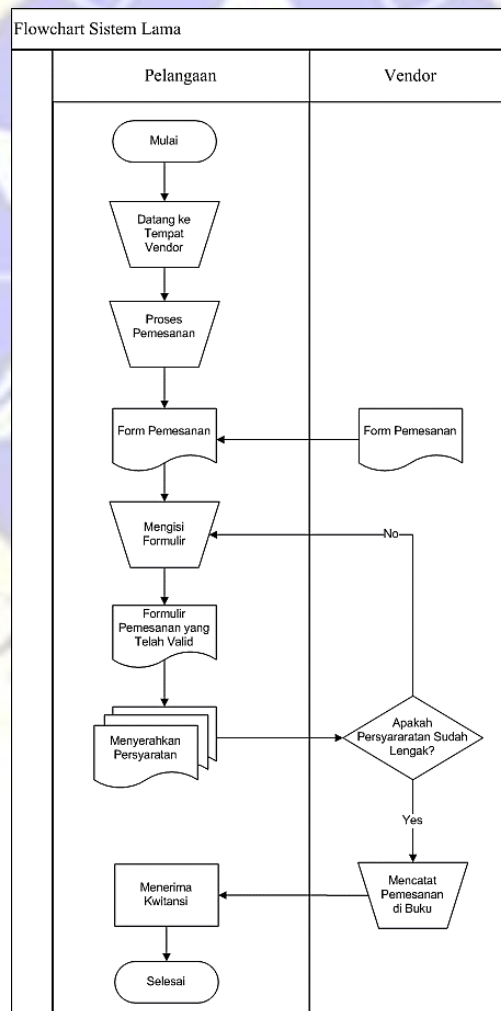 Flowchart Sistem Lama
Pelangaan
Vendor
Mulai
Datang ke
Tempat
Vendor
Proses
Pemesanan
Form Pemesanan
Form Pemesanan
Mengisi
Formulir
No
Formulir
Pemesanan yang
Telah Valid
Menyerahkan
Persyaratan
Apakah
Persyararatan Sudah
Lengak?
Yes
Mencatat
Pemesanan
di Buku
Menerima
Kwitansi
Selesai